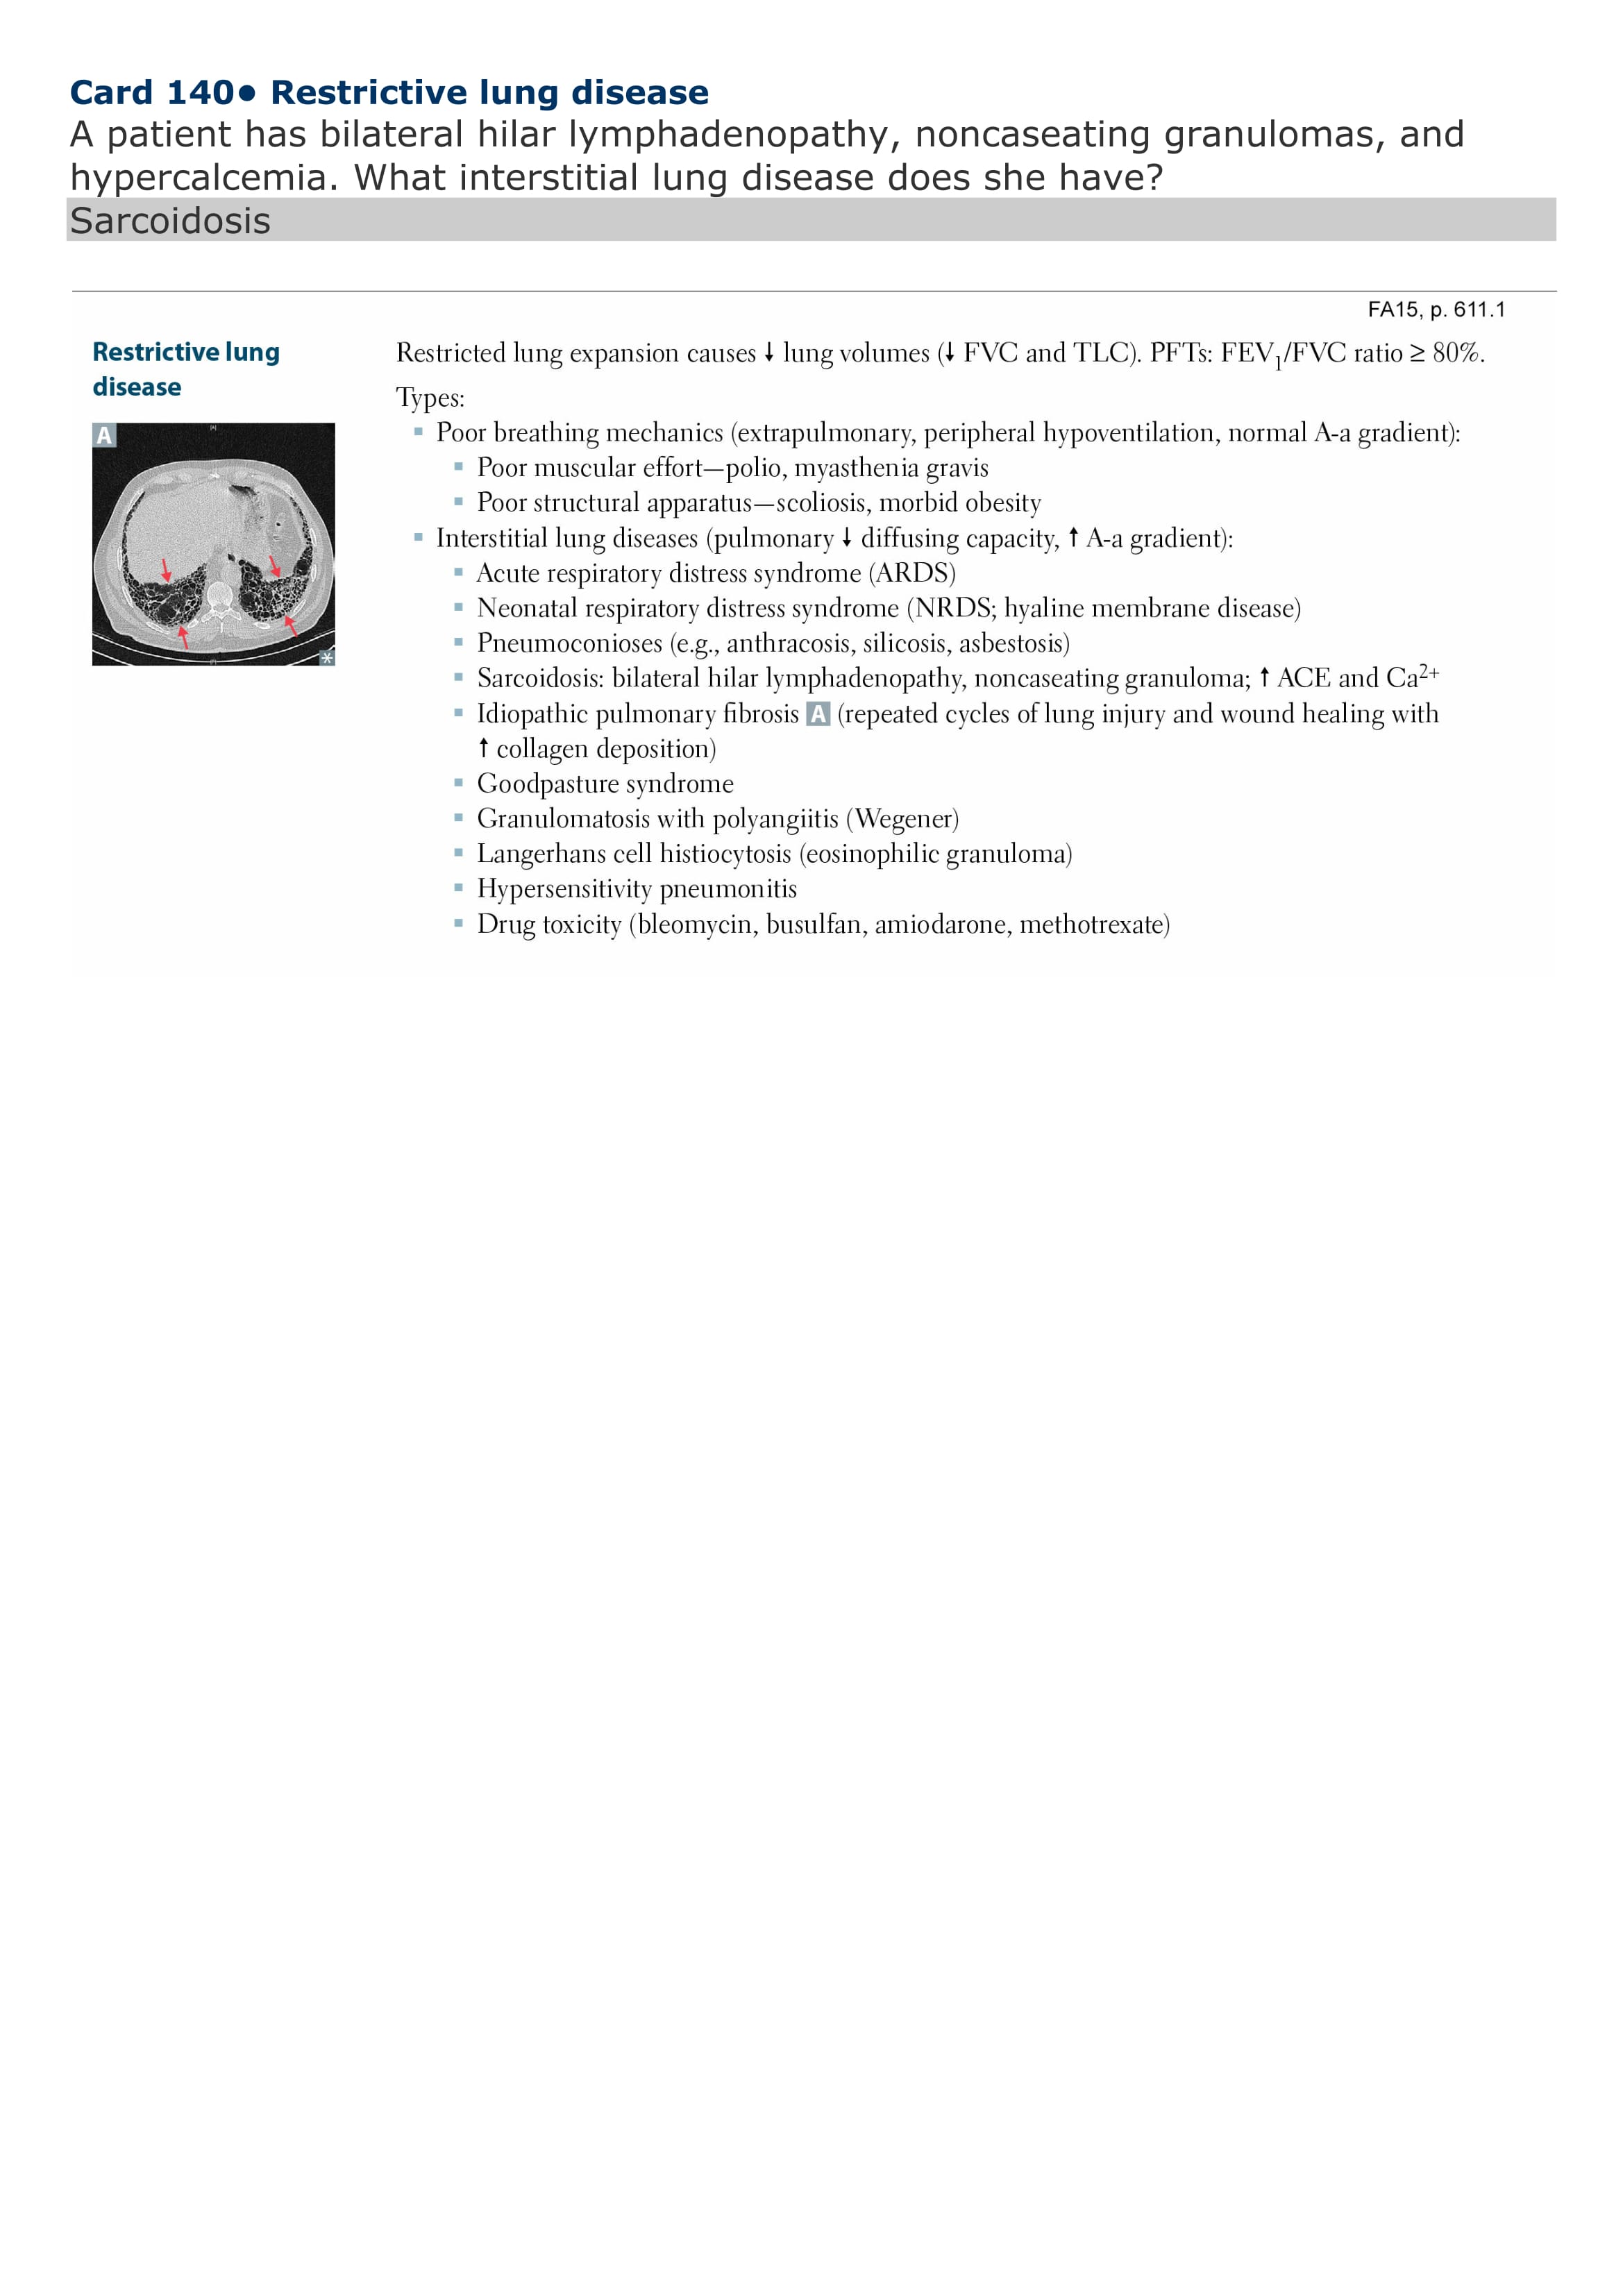 Card 140• Restrictive lung disease
A patient has bilateral hilar lymphadenopathy, noncaseating granulomas, and
hypercalcemia. What interstitial lung disease does she have?
Sarcoidosis
FA15, p. 611.1
Restrictive lung
disease
A
Restricted lung expansion causes ↓ lung volumes (↓ FVC and TLC). PFTs: FEV₁/FVC ratio ≥ 80%.
Types:
▪ Poor breathing mechanics (extrapulmonary, peripheral hypoventilation, normal A-a gradient):
▪ Poor muscular effort—polio, myasthenia gravis
▪ Poor structural apparatus—scoliosis, morbid obesity
▪ Interstitial lung diseases (pulmonary ↓ diffusing capacity, ↑ A-a gradient):
▪ Acute respiratory distress syndrome (ARDS)
▪ Neonatal respiratory distress syndrome (NRDS; hyaline membrane disease)
▪ Pneumoconioses (e.g., anthracosis, silicosis, asbestosis)
▪ Sarcoidosis: bilateral hilar lymphadenopathy, noncaseating granuloma; ↑ ACE and Ca²⁺
▪ Idiopathic pulmonary fibrosis A (repeated cycles of lung injury and wound healing with
↑ collagen deposition)
▪ Goodpasture syndrome
▪ Granulomatosis with polyangiitis (Wegener)
▪ Langerhans cell histiocytosis (eosinophilic granuloma)
▪ Hypersensitivity pneumonitis
▪ Drug toxicity (bleomycin, busulfan, amiodarone, methotrexate)